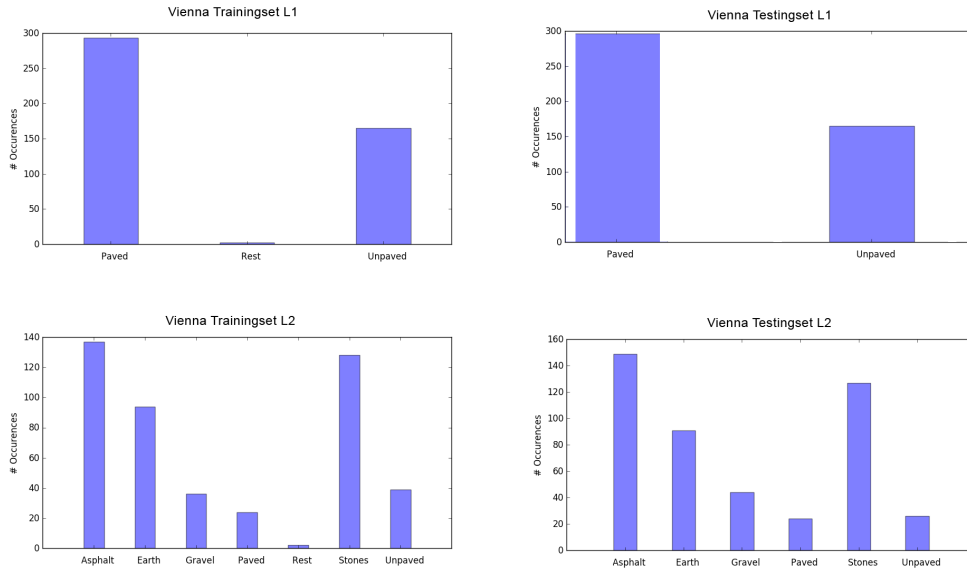 Vienna Trainingset L1
# Occurences
300
250
200
150
100
50
0
Paved Rest Unpaved
Vienna Testingset L1
# Occurences
300
250
200
150
100
50
0
Paved Unpaved
Vienna Trainingset L2
# Occurences
140
120
100
80
60
40
20
0
Asphalt Earth Gravel Paved Rest Stones Unpaved
Vienna Testingset L2
# Occurences
160
140
120
100
80
60
40
20
0
Asphalt Earth Gravel Paved Stones Unpaved